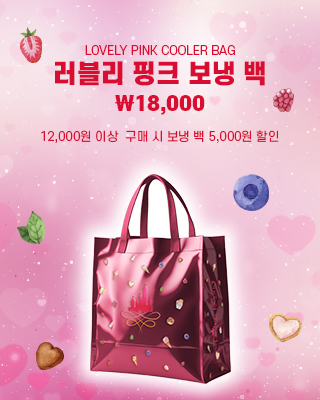 LOVELY PINK COOLER BAG
러블리 핑크 보냉 백
₩18,000
12,000원 이상 구매 시 보냉 백 5,000원 할인